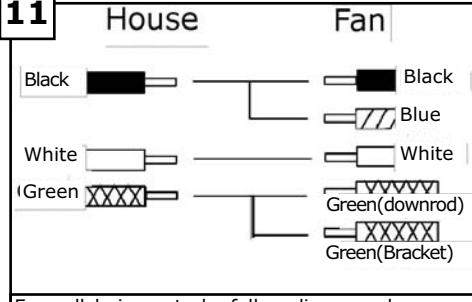 11
House Fan
Black Black
Blue
White White
Green Green(downrod)
Green(Bracket)